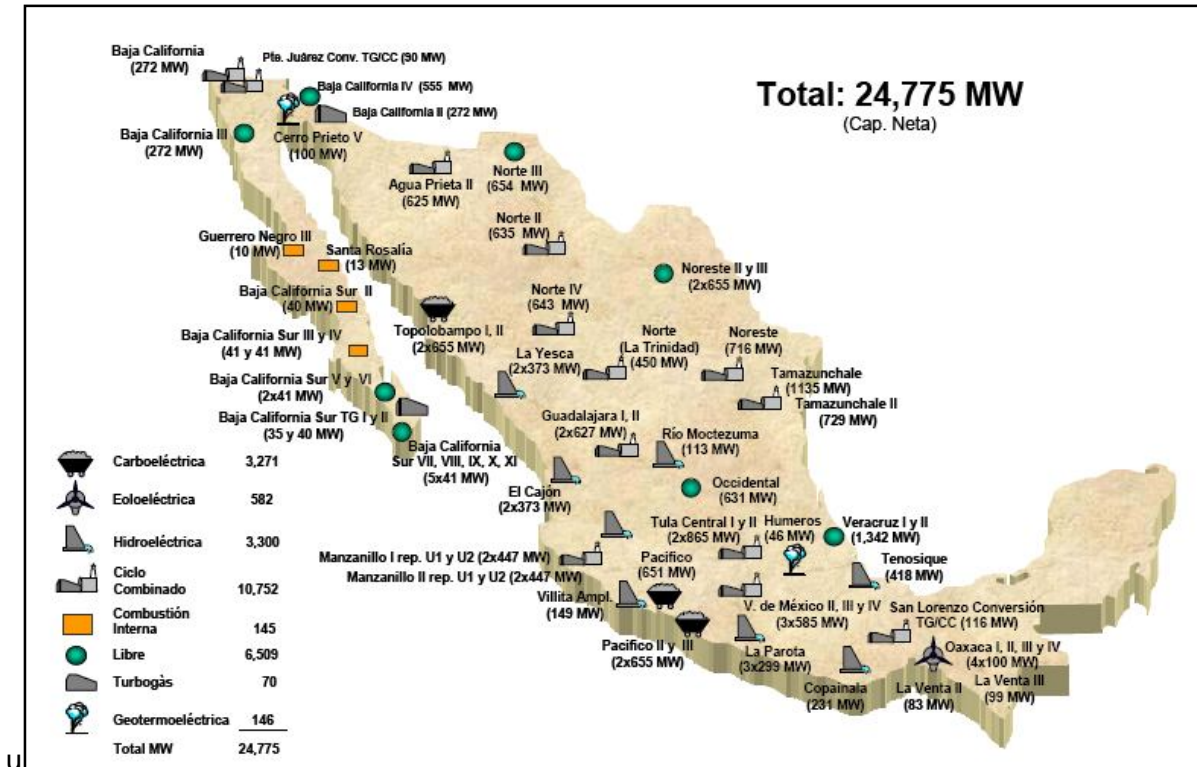 Total: 24,775 MW
(Cap. Neta)
Baja California
(272 MW)
Pte. Juárez Conv. TG/CC (90 MW)
Baja California IV (555 MW)
Baja California II (272 MW)
Baja California III
(272 MW)
Cerro Prieto V
(100 MW)
Agua Prieta II
(625 MW)
Norte III
(654 MW)
Norte II
(635 MW)
Guerrero Negro III
(10 MW)
Santa Rosalía
(13 MW)
Noreste II y III
(2x655 MW)
Baja California Sur II
(40 MW)
Norte IV
(643 MW)
Topolobampo I, II
(2x655 MW)
Baja California Sur III y IV
(41 y 41 MW)
La Yesca
(2x373 MW)
Norte
(La Trinidad)
(450 MW)
Noreste
(716 MW)
Tamazunchale
(1135 MW)
Tamazunchale II
(729 MW)
Baja California Sur V y VI
(2x41 MW)
Baja California Sur TG I y II
(35 y 40 MW)
Guadalajara I, II
(2x627 MW)
Río Moctezuma
(113 MW)
Baja California
Sur VII, VIII, IX, X, XI
(5x41 MW)
El Cajón
(2x373 MW)
Occidental
(631 MW)
Tula Central I y II
(2x865 MW)
Humeros
(46 MW)
Veracruz I y II
(1,342 MW)
Manzanillo I rep. U1 y U2 (2x447 MW)
Manzanillo II rep. U1 y U2 (2x447 MW)
Pacifico
(651 MW)
Tenosique
(418 MW)
Villita Ampl.
(149 MW)
V. de México II, III y IV
(3x585 MW)
San Lorenzo Conversión
TG/CC (116 MW)
Pacifico II y III
(2x655 MW)
La Parota
(3x299 MW)
Oaxaca I, II, III y IV
(4x100 MW)
Copainala
(231 MW)
La Venta II
(83 MW)
La Venta III
(99 MW)
Carboeléctrica 3,271
Eoloeléctrica 582
Hidroeléctrica 3,300
Ciclo
Combinado 10,752
Combustión
Interna 145
Libre 6,509
Turbogàs 70
Geotermoeléctrica 146
Total MW 24,775
u